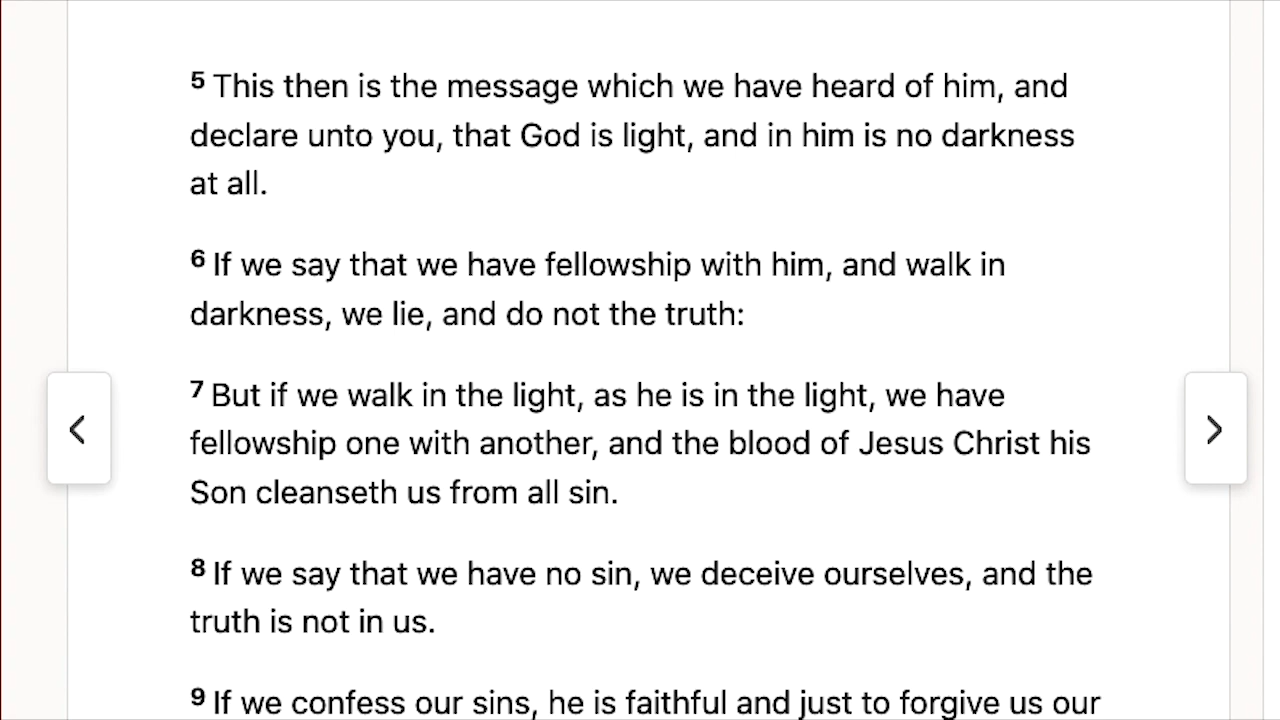 5 This then is the message which we have heard of him, and
declare unto you, that God is light, and in him is no darkness
at all.
6 If we say that we have fellowship with him, and walk in
darkness, we lie, and do not the truth:
7 But if we walk in the light, as he is in the light, we have
fellowship one with another, and the blood of Jesus Christ his
Son cleanseth us from all sin.
8 If we say that we have no sin, we deceive ourselves, and the
truth is not in us.
9 If we confess our sins, he is faithful and just to forgive us our